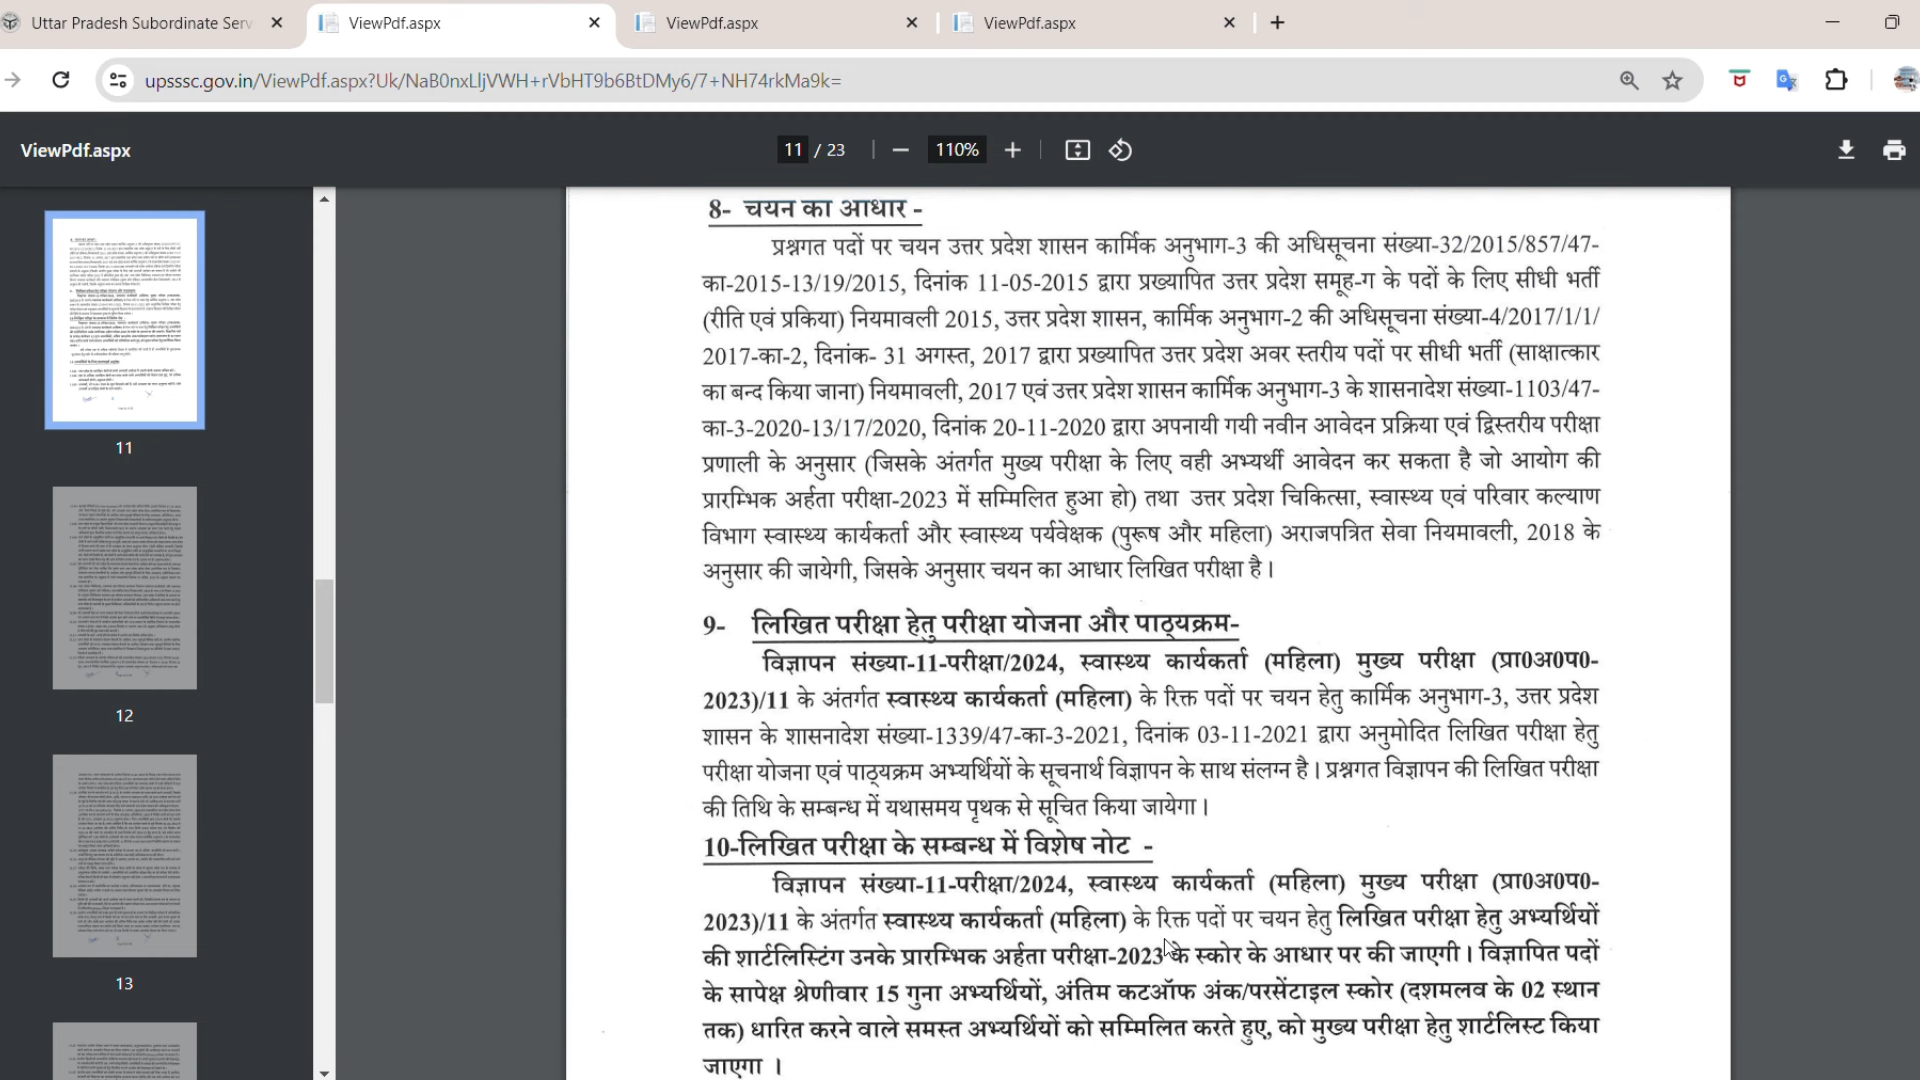 Uttar Pradesh Subordinate Serv
ViewPdf.aspx
ViewPdf.aspx
ViewPdf.aspx
upsssc.gov.in/ViewPdf.aspx?Uk/NaB0nxLljVWH+rVbHT9b6BtDMy6/7+NH74rkMa9k=
ViewPdf.aspx
11 / 23
110%
11
12
13
8- चयन का आधार -
प्रश्नगत पदों पर चयन उत्तर प्रदेश शासन कार्मिक अनुभाग-3 की अधिसूचना संख्या-32/2015/857/47-
का-2015-13/19/2015, दिनांक 11-05-2015 द्वारा प्रख्यापित उत्तर प्रदेश समूह-ग के पदों के लिए सीधी भर्ती
(रीति एवं प्रकिया) नियमावली 2015, उत्तर प्रदेश शासन, कार्मिक अनुभाग-2 की अधिसूचना संख्या-4/2017/1/1/
2017-का-2, दिनांक- 31 अगस्त, 2017 द्वारा प्रख्यापित उत्तर प्रदेश अवर स्तरीय पदों पर सीधी भर्ती (साक्षात्कार
का बन्द किया जाना) नियमावली, 2017 एवं उत्तर प्रदेश शासन कार्मिक अनुभाग-3 के शासनादेश संख्या-1103/47-
का-3-2020-13/17/2020, दिनांक 20-11-2020 द्वारा अपनायी गयी नवीन आवेदन प्रक्रिया एवं द्विस्तरीय परीक्षा
प्रणाली के अनुसार (जिसके अंतर्गत मुख्य परीक्षा के लिए वही अभ्यर्थी आवेदन कर सकता है जो आयोग की
प्रारम्भिक अर्हता परीक्षा-2023 में सम्मिलित हुआ हो) तथा उत्तर प्रदेश चिकित्सा, स्वास्थ्य एवं परिवार कल्याण
विभाग स्वास्थ्य कार्यकर्ता और स्वास्थ्य पर्यवेक्षक (पुरूष और महिला) अराजपत्रित सेवा नियमावली, 2018 के
अनुसार की जायेगी, जिसके अनुसार चयन का आधार लिखित परीक्षा है।
9- लिखित परीक्षा हेतु परीक्षा योजना और पाठ्यक्रम-
विज्ञापन संख्या-11-परीक्षा/2024, स्वास्थ्य कार्यकर्ता (महिला) मुख्य परीक्षा (प्रा0अ0प0-
2023)/11 के अंतर्गत स्वास्थ्य कार्यकर्ता (महिला) के रिक्त पदों पर चयन हेतु कार्मिक अनुभाग-3, उत्तर प्रदेश
शासन के शासनादेश संख्या-1339/47-का-3-2021, दिनांक 03-11-2021 द्वारा अनुमोदित लिखित परीक्षा हेतु
परीक्षा योजना एवं पाठ्यक्रम अभ्यर्थियों के सूचनार्थ विज्ञापन के साथ संलग्न है। प्रश्नगत विज्ञापन की लिखित परीक्षा
की तिथि के सम्बन्ध में यथासमय पृथक से सूचित किया जायेगा।
10-लिखित परीक्षा के सम्बन्ध में विशेष नोट -
विज्ञापन संख्या-11-परीक्षा/2024, स्वास्थ्य कार्यकर्ता (महिला) मुख्य परीक्षा (प्रा0अ0प0-
2023)/11 के अंतर्गत स्वास्थ्य कार्यकर्ता (महिला) के रिक्त पदों पर चयन हेतु लिखित परीक्षा हेतु अभ्यर्थियों
की शार्टलिस्टिंग उनके प्रारम्भिक अर्हता परीक्षा-2023 के स्कोर के आधार पर की जाएगी। विज्ञापित पदों
के सापेक्ष श्रेणीवार 15 गुना अभ्यर्थियों, अंतिम कटऑफ अंक/परसेंटाइल स्कोर (दशमलव के 02 स्थान
तक) धारित करने वाले समस्त अभ्यर्थियों को सम्मिलित करते हुए, को मुख्य परीक्षा हेतु शार्टलिस्ट किया
जाएगा ।